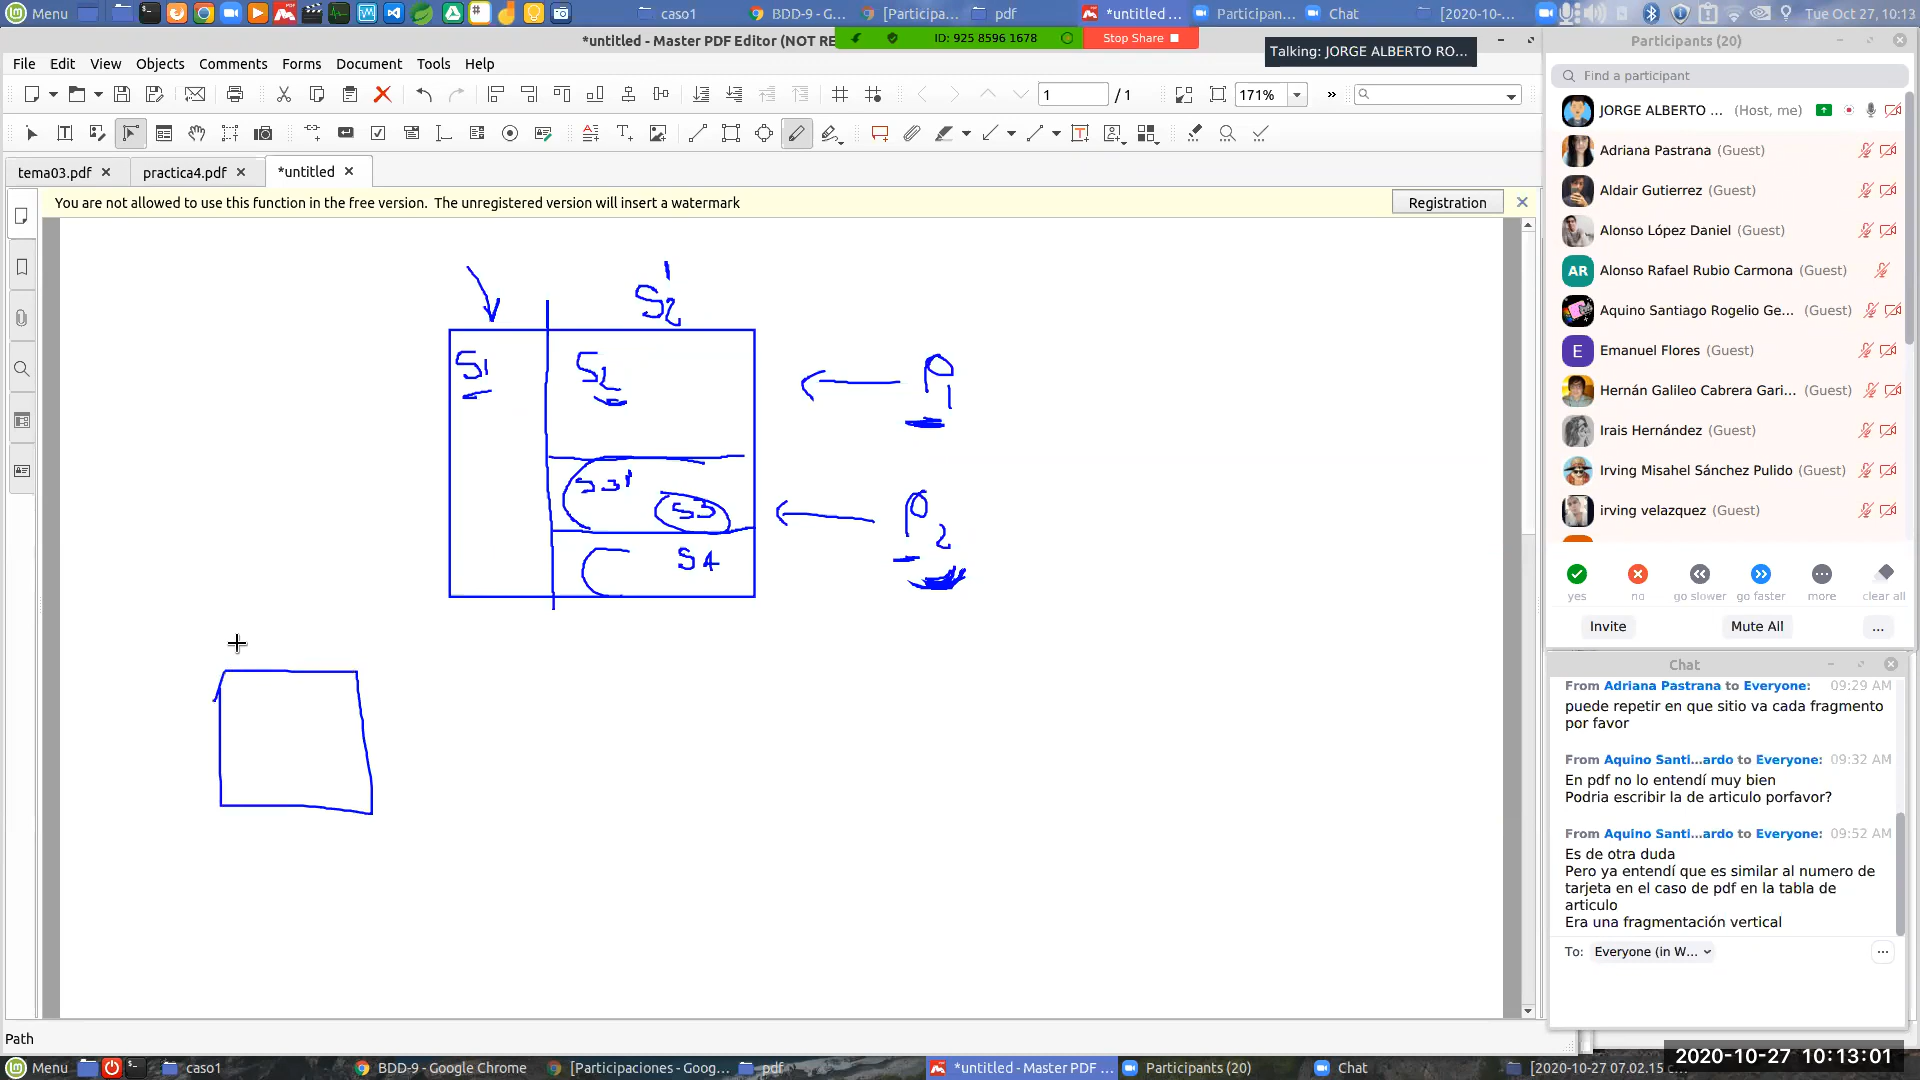 Menu
caso1
BDD-9 - G...
[Participa...
pdf
*untitled ...
Participan...
Chat
[2020-10-...
Tue Oct 27, 10:13
*untitled - Master PDF Editor (NOT RE
ID: 925 8596 1678
Stop Share
Talking: JORGE ALBERTO RO...
File Edit View Objects Comments Forms Document Tools Help
1 / 1
171%
tema03.pdf
practica4.pdf
*untitled
You are not allowed to use this function in the free version. The unregistered version will insert a watermark
Registration
S2'
S1
S2
P1
S3'
S3
P2
S4
Path
Participants (20)
Find a participant
JORGE ALBERTO ... (Host, me)
Adriana Pastrana (Guest)
Aldair Gutierrez (Guest)
Alonso López Daniel (Guest)
AR
Alonso Rafael Rubio Carmona (Guest)
Aquino Santiago Rogelio Ge... (Guest)
E
Emanuel Flores (Guest)
Hernán Galileo Cabrera Gari... (Guest)
Irais Hernández (Guest)
Irving Misahel Sánchez Pulido (Guest)
irving velazquez (Guest)
yes no go slower go faster more clear all
Invite Mute All ...
Chat
From Adriana Pastrana to Everyone: 09:29 AM
puede repetir en que sitio va cada fragmento
por favor
From Aquino Santi...ardo to Everyone: 09:32 AM
En pdf no lo entendí muy bien
Podria escribir la de articulo porfavor?
From Aquino Santi...ardo to Everyone: 09:52 AM
Es de otra duda
Pero ya entendí que es similar al numero de
tarjeta en el caso de pdf en la tabla de
articulo
Era una fragmentación vertical
To: Everyone (in W...
Menu
caso1
BDD-9 - Google Chrome
[Participaciones - Goog...
pdf
*untitled - Master PDF ...
Participants (20)
Chat
[2020-10-27 07.02.15 c...
2020-10-27 10:13:01